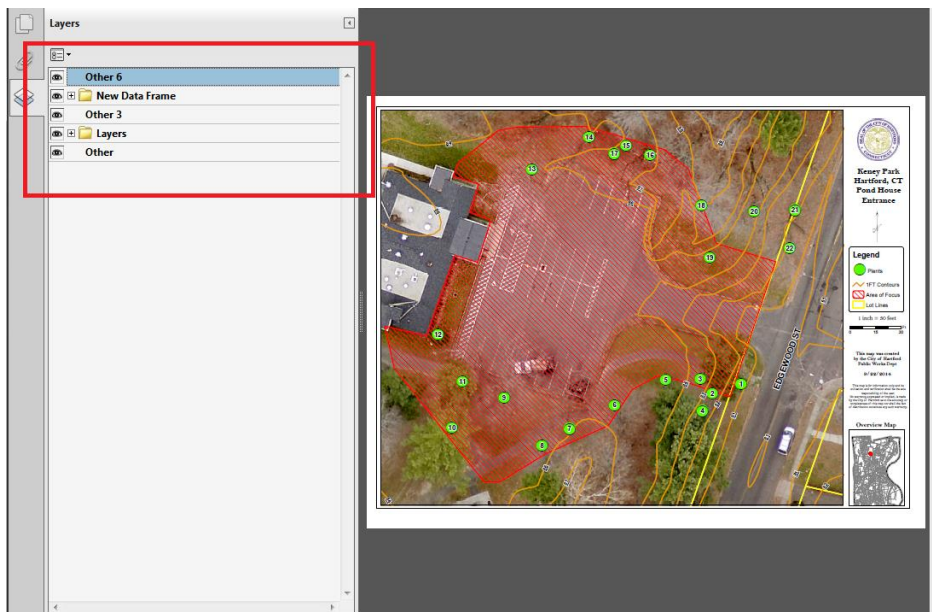 Layers
Other 6
New Data Frame
Other 3
Layers
Other
Keney Park
Hartford, CT
Pond House
Entrance
Legend
Plants
1FT Contours
Area of Focus
Lot Lines
1 inch = 20 feet
This map was created
by the City of Hartford
Public Works Dept
Overview Map
EDGEWOOD ST
14
15
17
16
13
18
20
21
22
19
12
11
10
9
8
7
6
5
3
2
1
4